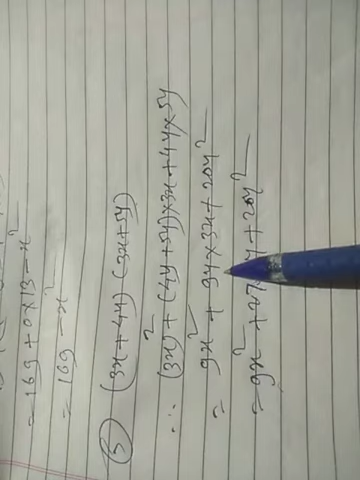 = 169 + 0 × 13 - x²
= 169 - x²
(5) (3x+4y) (3x+5y)
∴ (3x)² + (4y+5y)×3x + 4y×5y
= 9x² + 9y×3x + 20y²
= 9x² + 20y²